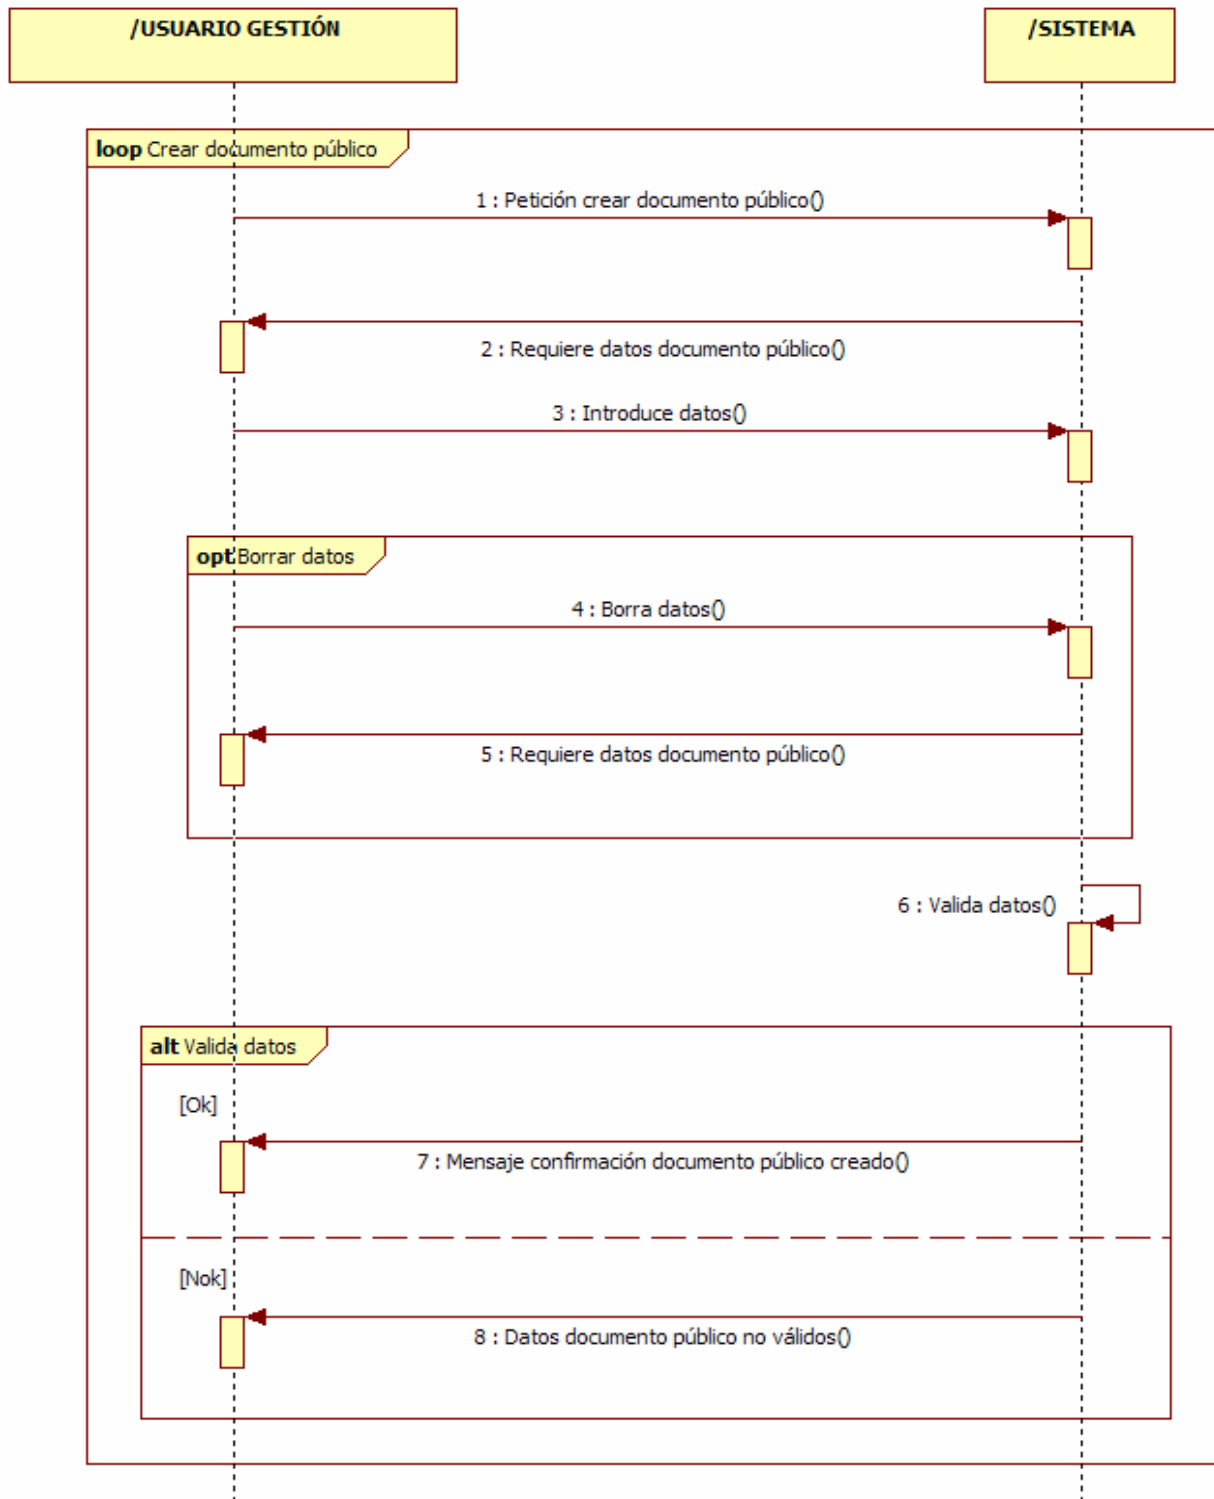 /USUARIO GESTIÓN
/SISTEMA
loop Crear documento público
1 : Petición crear documento público()
2 : Requiere datos documento público()
3 : Introduce datos()
opt Borrar datos
4 : Borra datos()
5 : Requiere datos documento público()
6 : Valida datos()
alt Valida datos
[Ok]
7 : Mensaje confirmación documento público creado()
[Nok]
8 : Datos documento público no válidos()